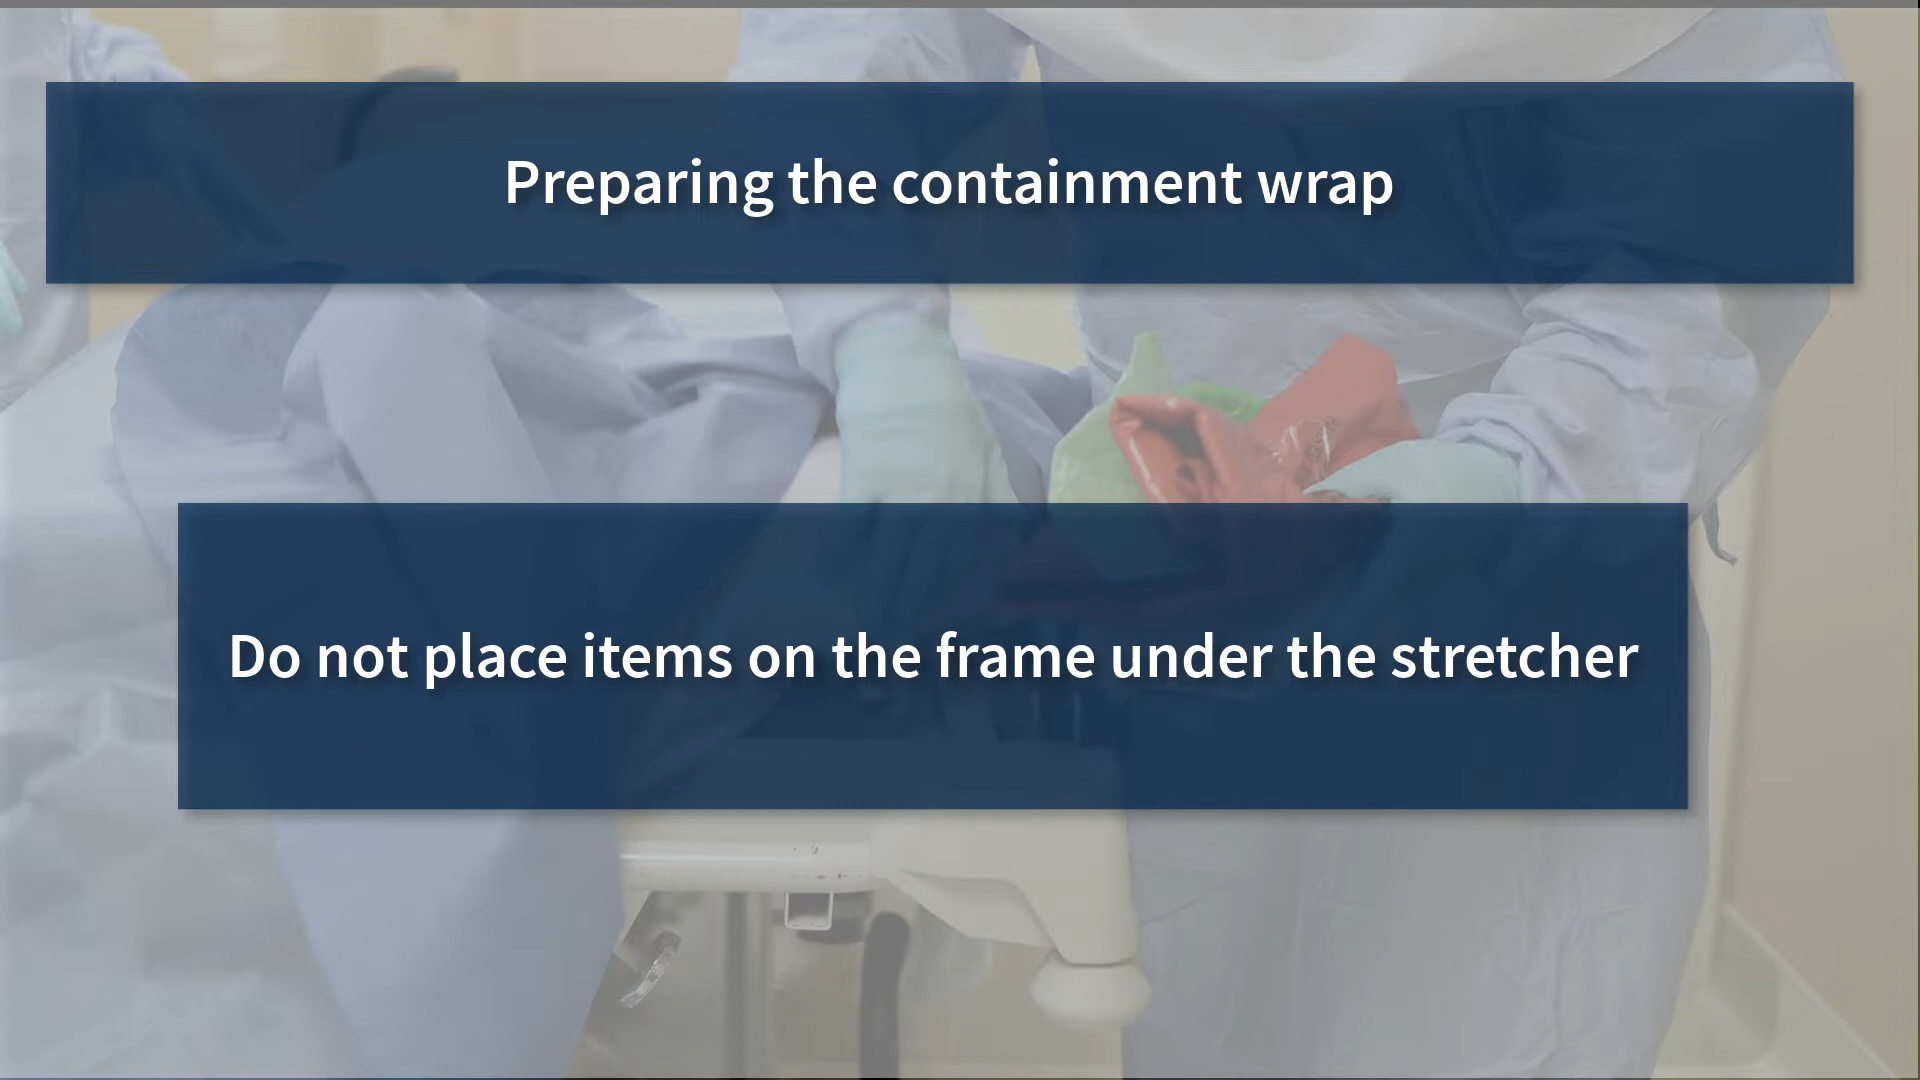 Preparing the containment wrap
Do not place items on the frame under the stretcher